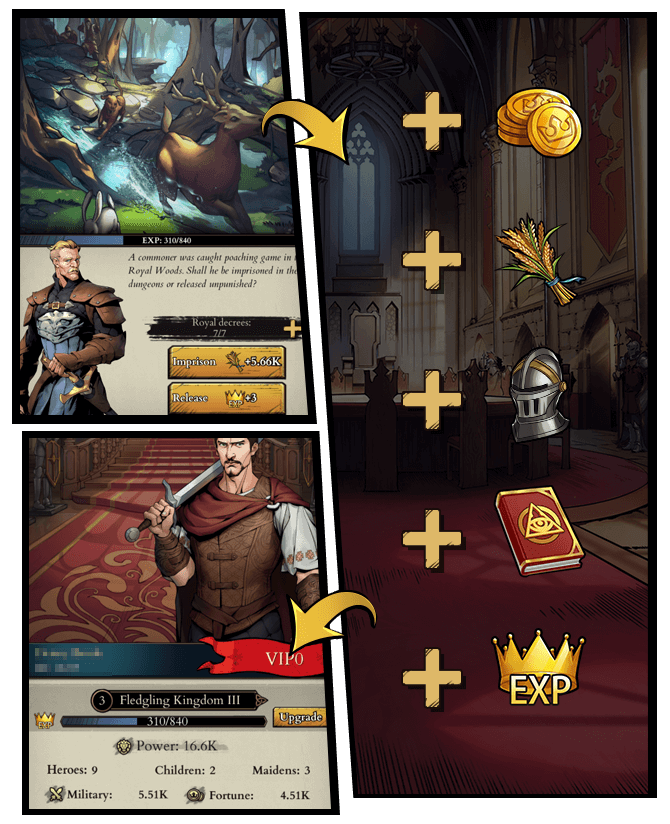 EXP: 310/840
A commoner was caught poaching game in
Royal Woods. Shall he be imprisoned in the
dungeons or released unpunished?
Royal decrees:
7/7
Imprison +5.66K
Release EXP +3
EXP
VIP0
3 Fledgling Kingdom III
EXP 310/840 Upgrade
Power: 16.6K
Heroes: 9 Children: 2 Maidens: 3
Military: 5.51K Fortune: 4.51K